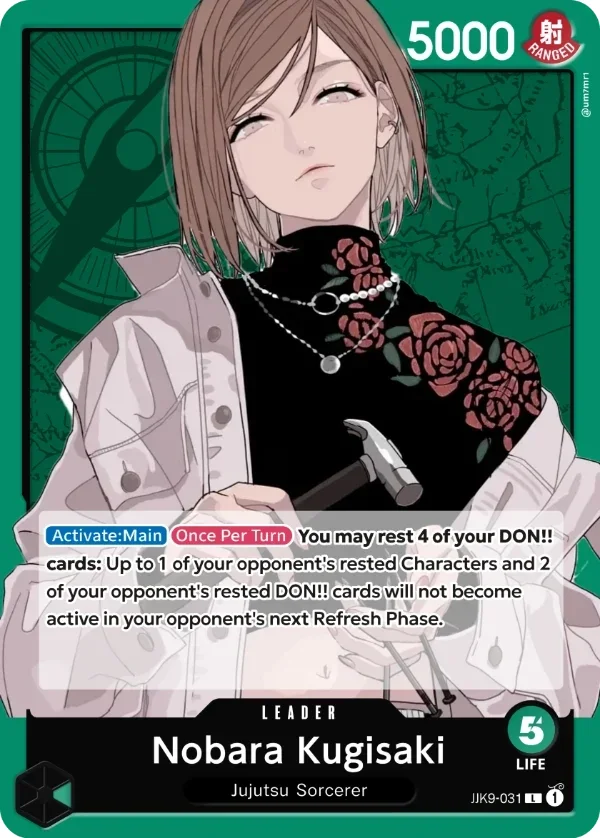 5000
射
RANGED
@um7mr1
Activate:Main Once Per Turn You may rest 4 of your DON!!
cards: Up to 1 of your opponent's rested Characters and 2
of your opponent's rested DON!! cards will not become
active in your opponent's next Refresh Phase.
LEADER
Nobara Kugisaki
5
LIFE
Jujutsu Sorcerer
JJK9-031 L 1